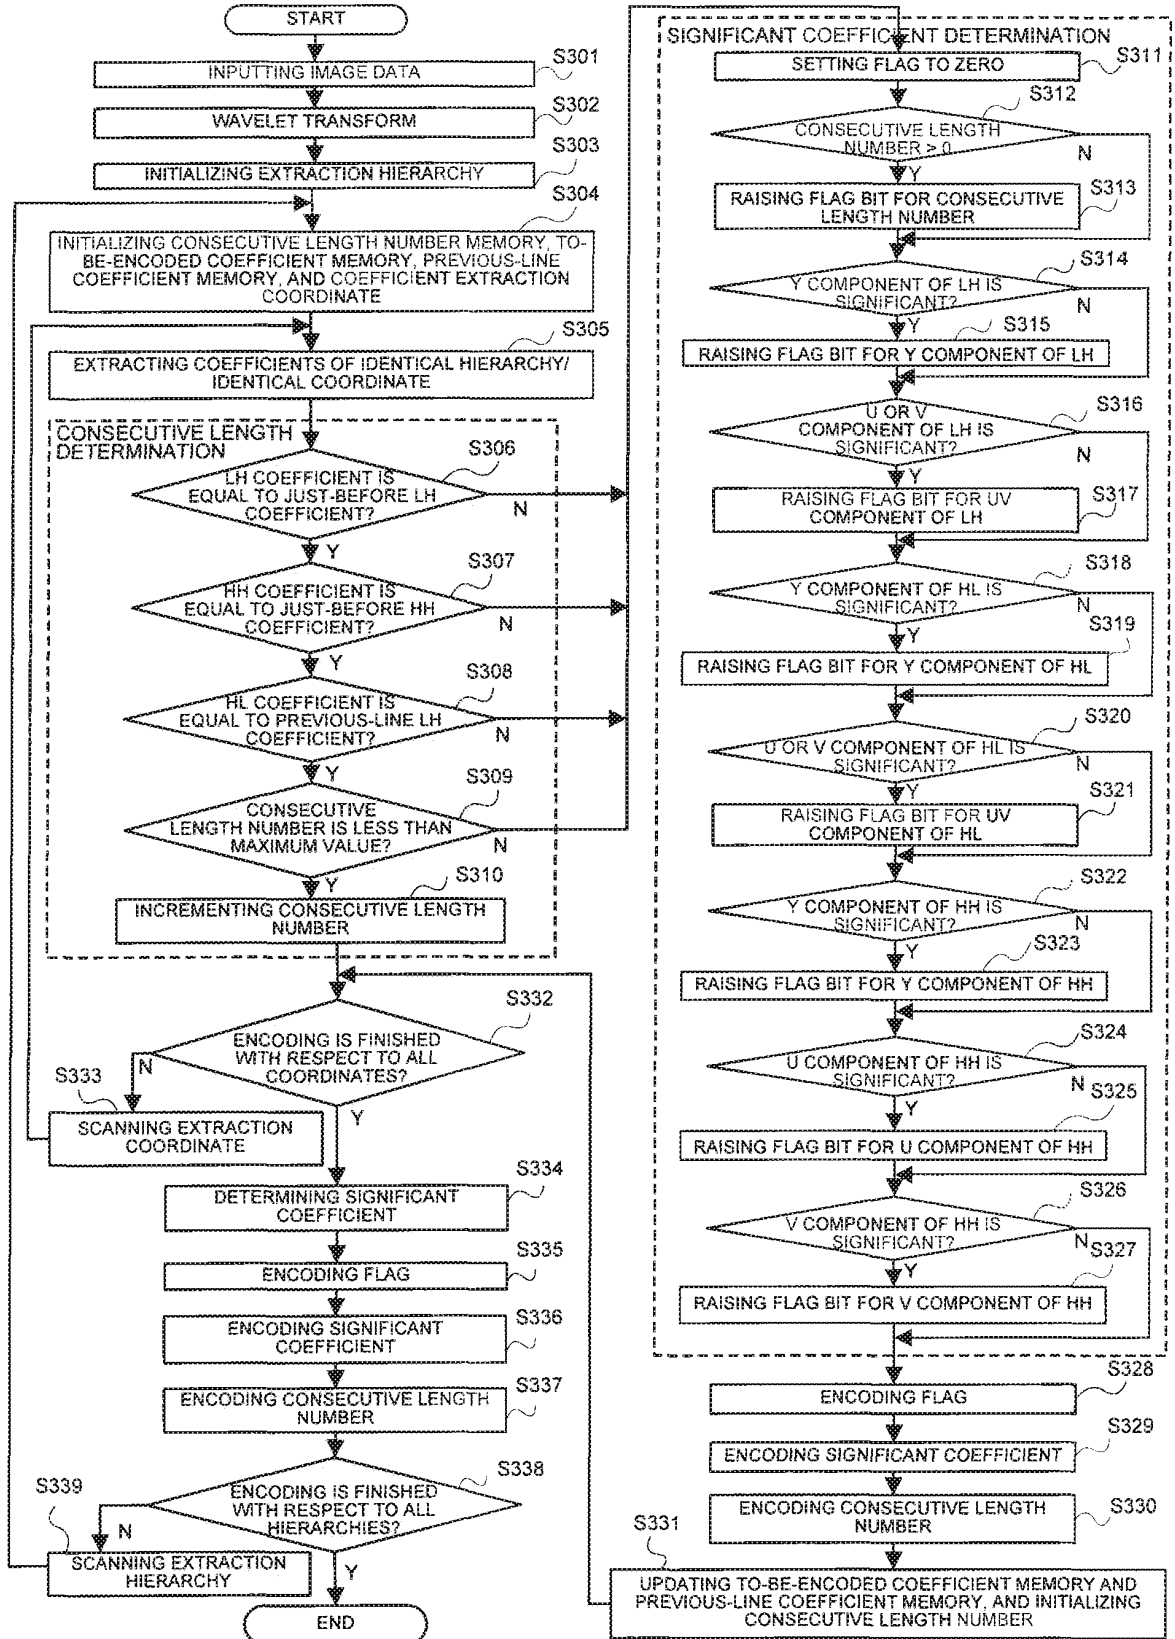 START
S301
INPUTTING IMAGE DATA
S302
WAVELET TRANSFORM
S303
INITIALIZING EXTRACTION HIERARCHY
S304
INITIALIZING CONSECUTIVE LENGTH NUMBER MEMORY, TO-
BE-ENCODED COEFFICIENT MEMORY, PREVIOUS-LINE
COEFFICIENT MEMORY, AND COEFFICIENT EXTRACTION
COORDINATE
S305
EXTRACTING COEFFICIENTS OF IDENTICAL HIERARCHY/
IDENTICAL COORDINATE
CONSECUTIVE LENGTH
DETERMINATION
S306
LH COEFFICIENT IS
EQUAL TO JUST-BEFORE LH
COEFFICIENT?
N
Y
S307
HH COEFFICIENT IS
EQUAL TO JUST-BEFORE HH
COEFFICIENT?
N
Y
S308
HL COEFFICIENT IS
EQUAL TO PREVIOUS-LINE LH
COEFFICIENT?
N
Y
S309
CONSECUTIVE
LENGTH NUMBER IS LESS THAN
MAXIMUM VALUE?
N
Y
S310
INCREMENTING CONSECUTIVE LENGTH
NUMBER
S332
ENCODING IS FINISHED
WITH RESPECT TO ALL
COORDINATES?
N
Y
S333
SCANNING EXTRACTION
COORDINATE
S334
DETERMINING SIGNIFICANT
COEFFICIENT
S335
ENCODING FLAG
S336
ENCODING SIGNIFICANT
COEFFICIENT
S337
ENCODING CONSECUTIVE LENGTH
NUMBER
S338
ENCODING IS FINISHED
WITH RESPECT TO ALL
HIERARCHIES?
N
Y
S339
SCANNING EXTRACTION
HIERARCHY
END
SIGNIFICANT COEFFICIENT DETERMINATION
S311
SETTING FLAG TO ZERO
S312
CONSECUTIVE LENGTH
NUMBER > 0
N
Y
S313
RAISING FLAG BIT FOR CONSECUTIVE
LENGTH NUMBER
S314
Y COMPONENT OF LH IS
SIGNIFICANT?
N
Y
S315
RAISING FLAG BIT FOR Y COMPONENT OF LH
S316
U OR V
COMPONENT OF LH IS
SIGNIFICANT?
N
Y
S317
RAISING FLAG BIT FOR UV
COMPONENT OF LH
S318
Y COMPONENT OF HL IS
SIGNIFICANT?
N
Y
S319
RAISING FLAG BIT FOR Y COMPONENT OF HL
S320
U OR V COMPONENT OF HL IS
SIGNIFICANT?
N
Y
S321
RAISING FLAG BIT FOR UV
COMPONENT OF HL
S322
Y COMPONENT OF HH IS
SIGNIFICANT?
N
Y
S323
RAISING FLAG BIT FOR Y COMPONENT OF HH
S324
U COMPONENT OF HH IS
SIGNIFICANT?
N
Y
S325
RAISING FLAG BIT FOR U COMPONENT OF HH
S326
V COMPONENT OF HH IS
SIGNIFICANT?
N
Y
S327
RAISING FLAG BIT FOR V COMPONENT OF HH
S328
ENCODING FLAG
S329
ENCODING SIGNIFICANT COEFFICIENT
S330
ENCODING CONSECUTIVE LENGTH
NUMBER
S331
UPDATING TO-BE-ENCODED COEFFICIENT MEMORY AND
PREVIOUS-LINE COEFFICIENT MEMORY, AND INITIALIZING
CONSECUTIVE LENGTH NUMBER